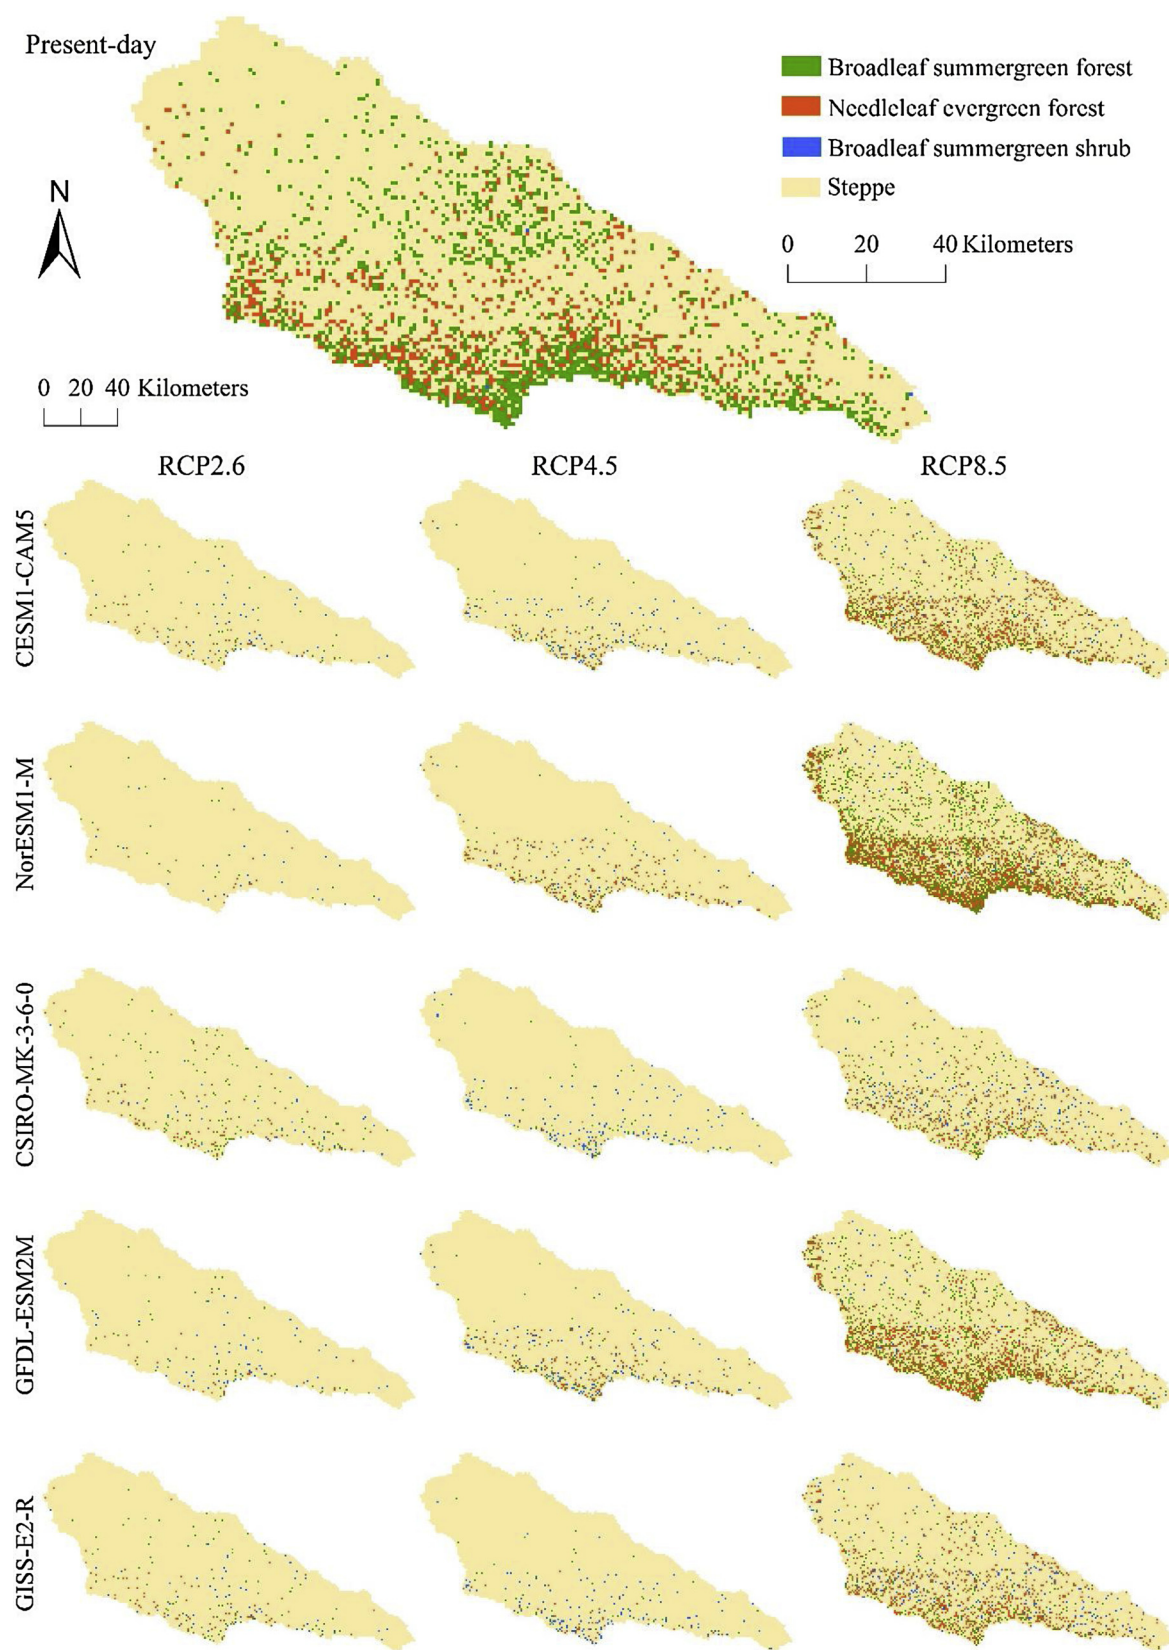 Present-day
Broadleaf summergreen forest
Needleleaf evergreen forest
Broadleaf summergreen shrub
Steppe
N
0 20 40 Kilometers
0 20 40 Kilometers
RCP2.6 RCP4.5 RCP8.5
CESM1-CAM5
NorESM1-M
CSIRO-MK-3-6-0
GFDL-ESM2M
GISS-E2-R